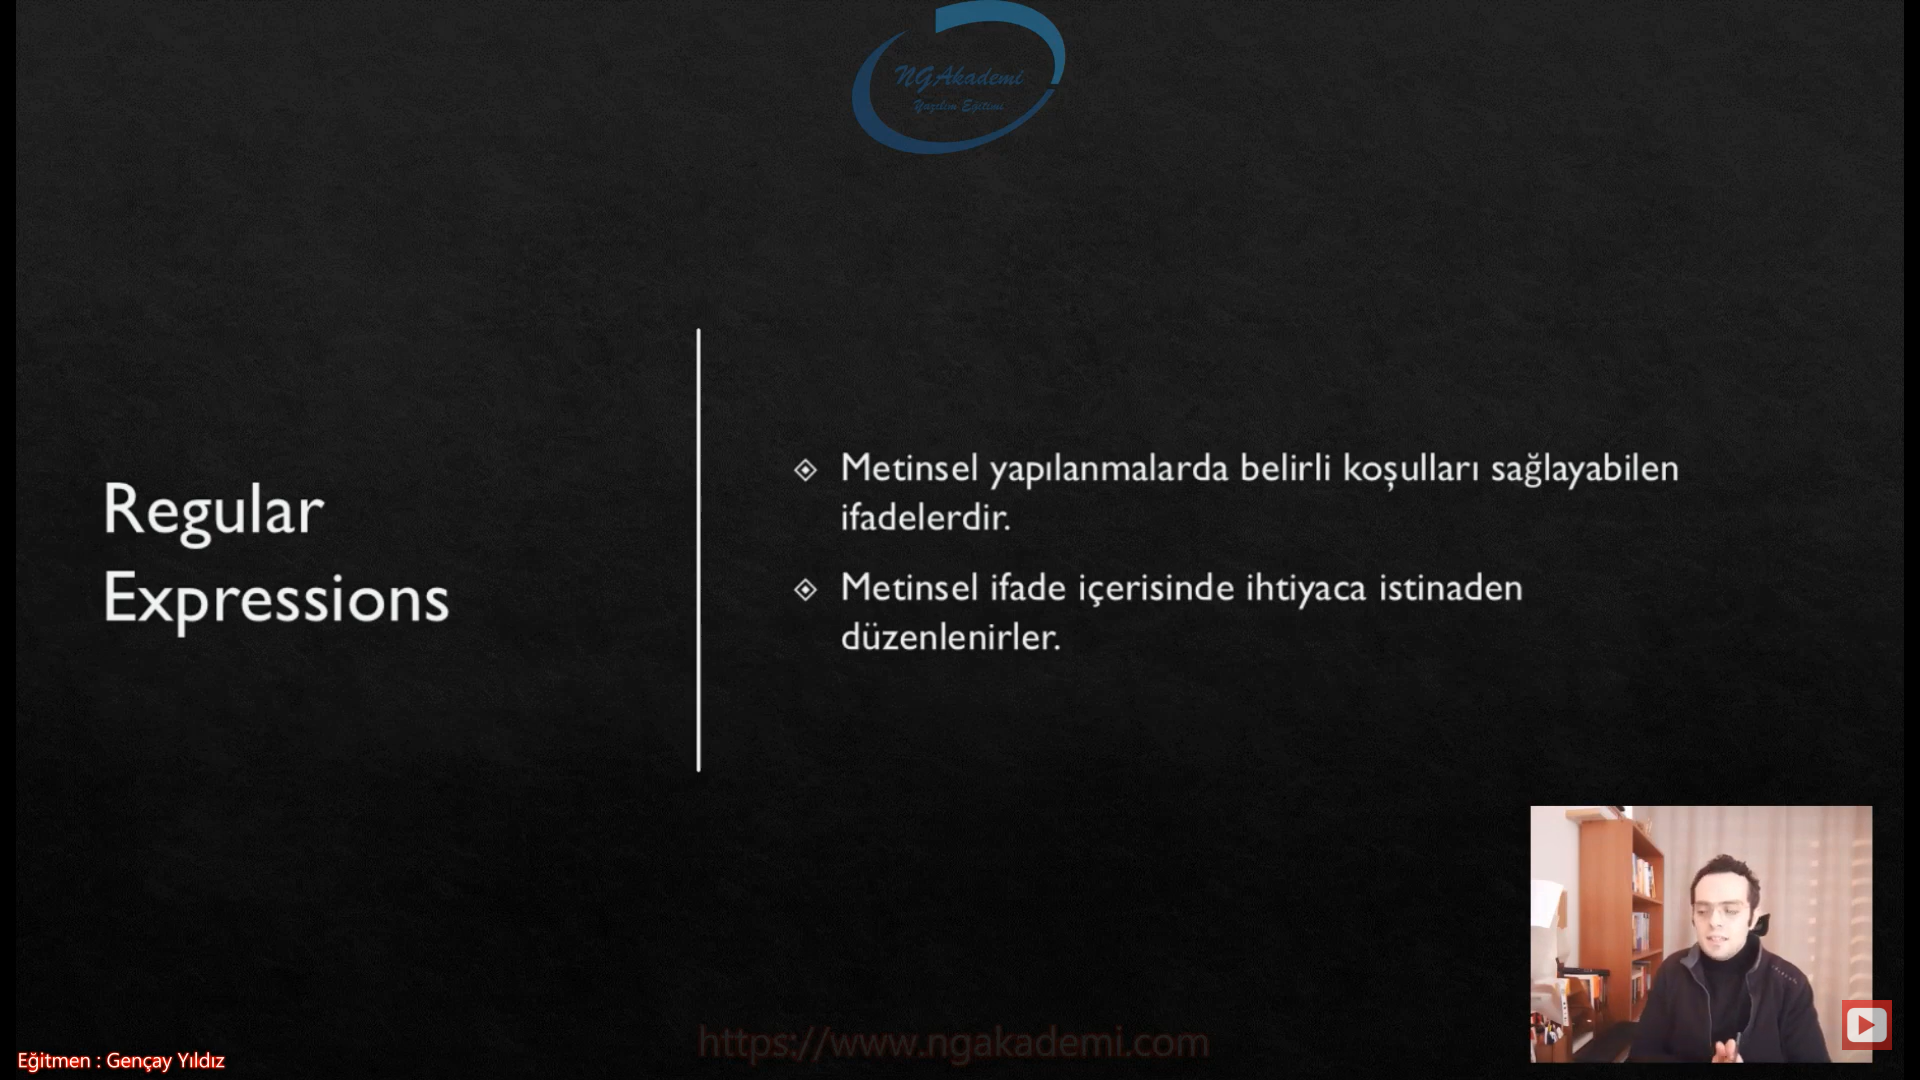 NGAkademi
Yazılım Eğitimi
Regular
Expressions
Metinsel yapılanmalarda belirli koşulları sağlayabilen
ifadelerdir.
Metinsel ifade içerisinde ihtiyaca istinaden
düzenlenirler.
https://www.ngakademi.com
Eğitmen : Gençay Yıldız